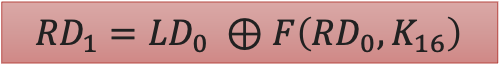 RD₁ = LD₀ ⊕ F(RD₀, K₁₆)